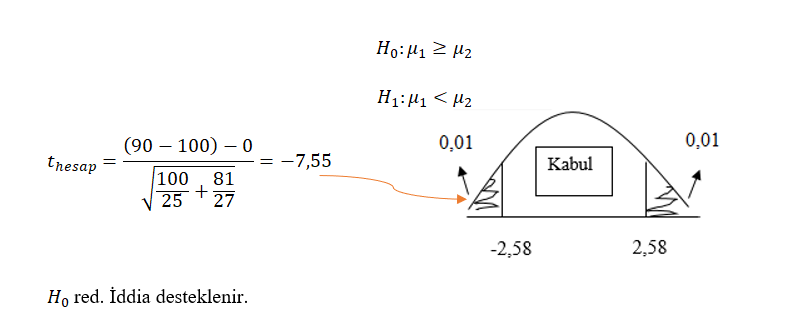 H₀: μ₁ ≥ μ₂
H₁: μ₁ < μ₂
t_hesap = ((90 − 100) − 0) / √(100/25 + 81/27) = −7,55
0,01
0,01
Kabul
-2,58
2,58
H₀ red. İddia desteklenir.